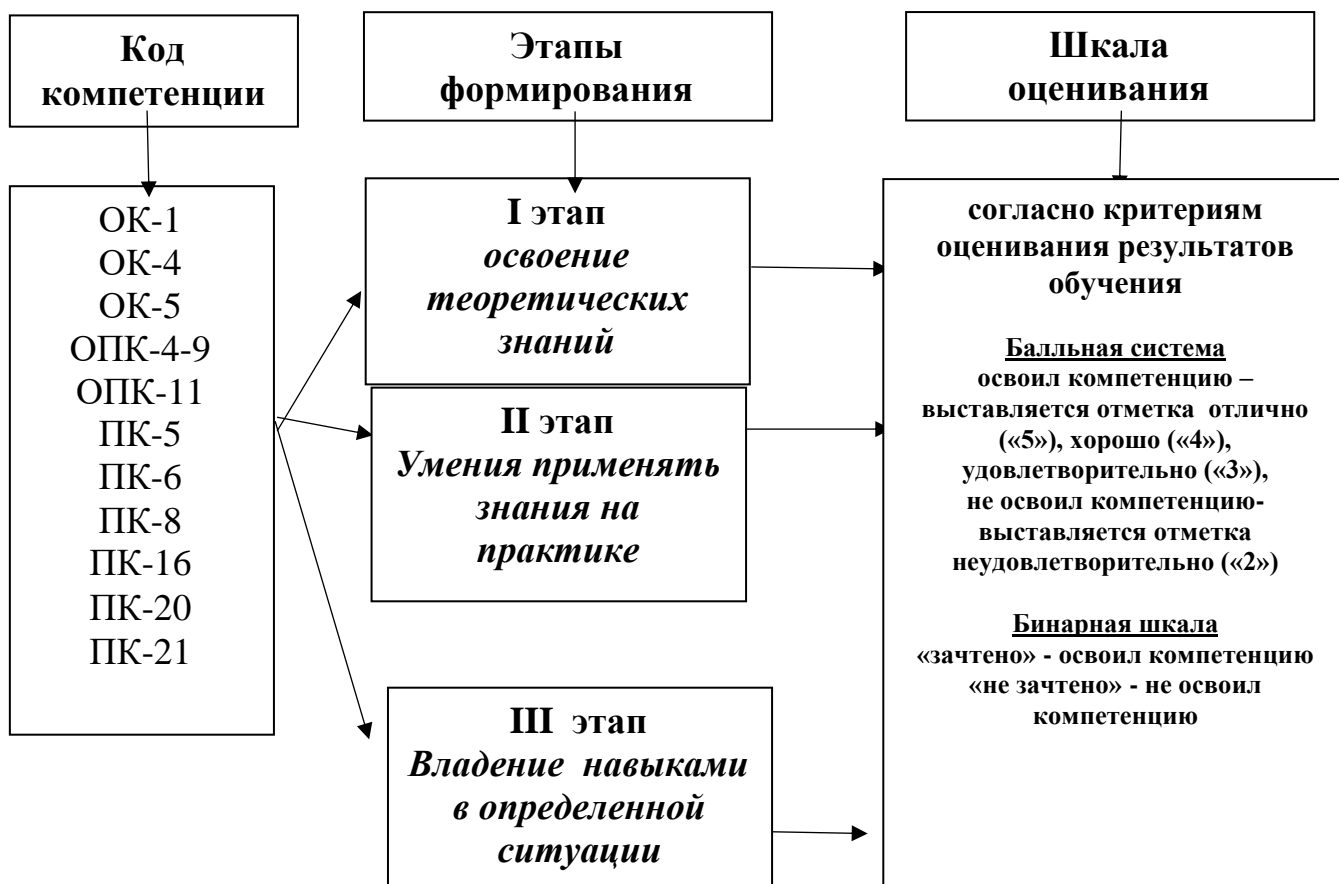 Код
компетенции
Этапы
формирования
Шкала
оценивания
ОК-1
ОК-4
ОК-5
ОПК-4-9
ОПК-11
ПК-5
ПК-6
ПК-8
ПК-16
ПК-20
ПК-21
I этап
освоение
теоретических
знаний
II этап
Умения применять
знания на
практике
III этап
Владение навыками
в определенной
ситуации
согласно критериям
оценивания результатов
обучения
Балльная система
освоил компетенцию –
выставляется отметка отлично
(«5»), хорошо («4»),
удовлетворительно («3»),
не освоил компетенцию-
выставляется отметка
неудовлетворительно («2»)
Бинарная шкала
«зачтено» - освоил компетенцию
«не зачтено» - не освоил
компетенцию